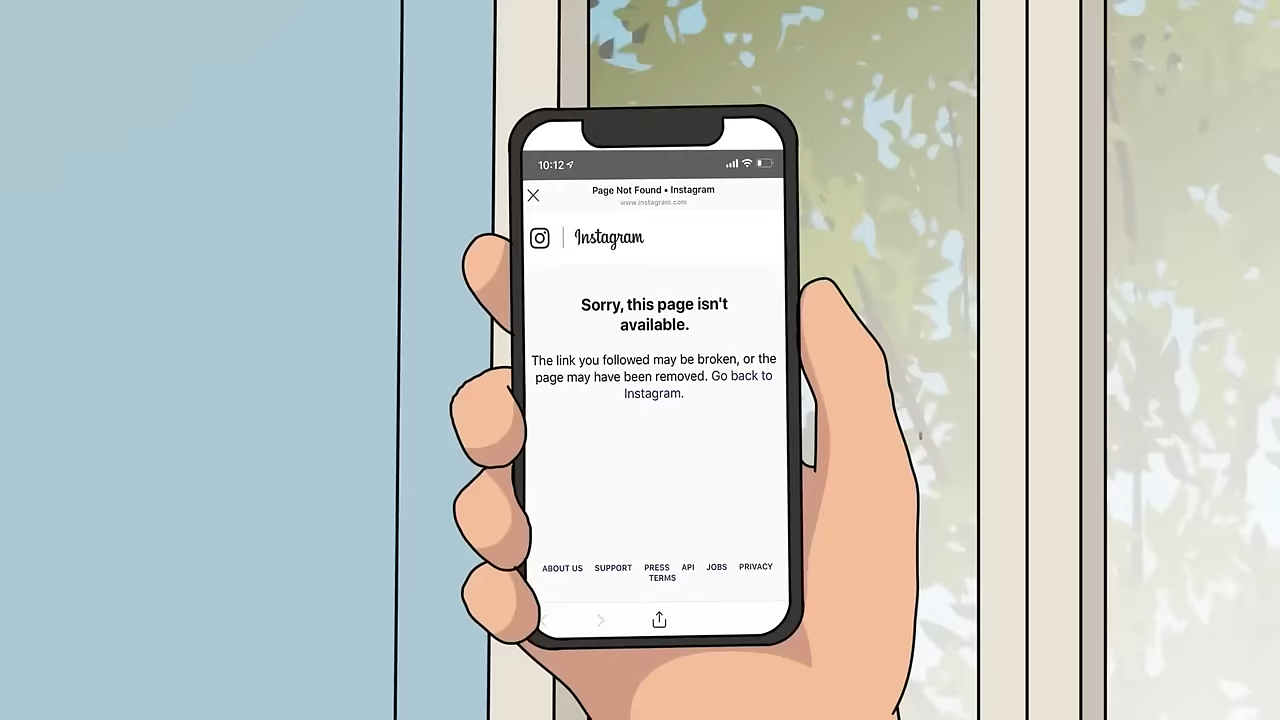 10:12
Page Not Found • Instagram
www.instagram.com
Instagram
Sorry, this page isn't
available.
The link you followed may be broken, or the
page may have been removed. Go back to
Instagram.
ABOUT US SUPPORT PRESS API JOBS PRIVACY
TERMS